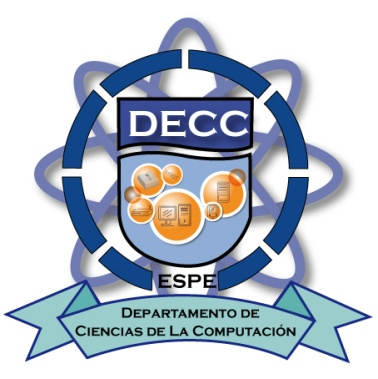 DECC
ESPE
DEPARTAMENTO DE
CIENCIAS DE LA COMPUTACIÓN